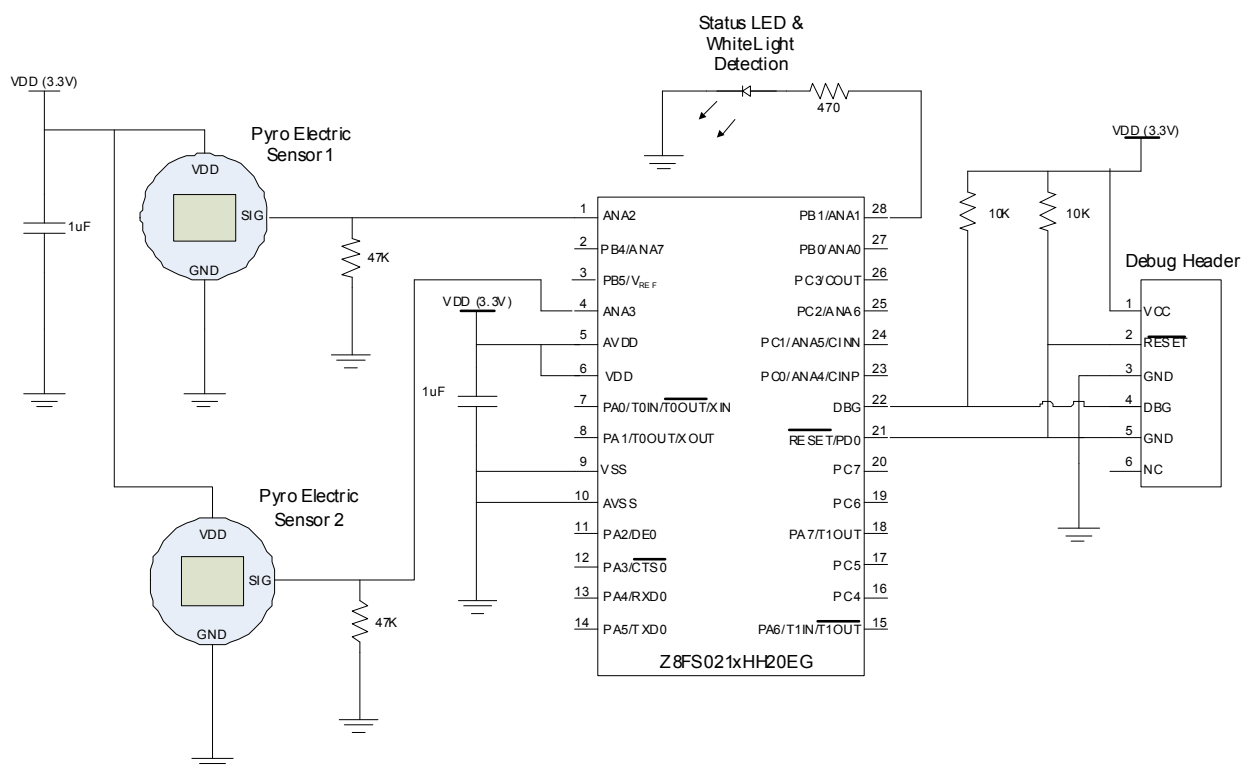 Status LED &
White Light
Detection
470
VDD (3.3V)
Pyro Electric
Sensor 1
VDD
SIG
GND
1uF
47K
VDD (3.3V)
1uF
Pyro Electric
Sensor 2
VDD
SIG
GND
47K
1 ANA2
2 PB4/ANA7
3 PB5/VREF
4 ANA3
5 AVDD
6 VDD
7 PA0/T0IN/T0OUT/XIN
8 PA1/T0OUT/XOUT
9 VSS
10 AVSS
11 PA2/DE0
12 PA3/CTS0
13 PA4/RXD0
14 PA5/TXD0
PB1/ANA1 28
PB0/ANA0 27
PC3/COUT 26
PC2/ANA6 25
PC1/ANA5/CINN 24
PC0/ANA4/CINP 23
DBG 22
RESET/PD0 21
PC7 20
PC6 19
PA7/T1OUT 18
PC5 17
PC4 16
PA6/T1IN/T1OUT 15
Z8FS021xHH20EG
VDD (3.3V)
10K
10K
Debug Header
1 VCC
2 RESET
3 GND
4 DBG
5 GND
6 NC